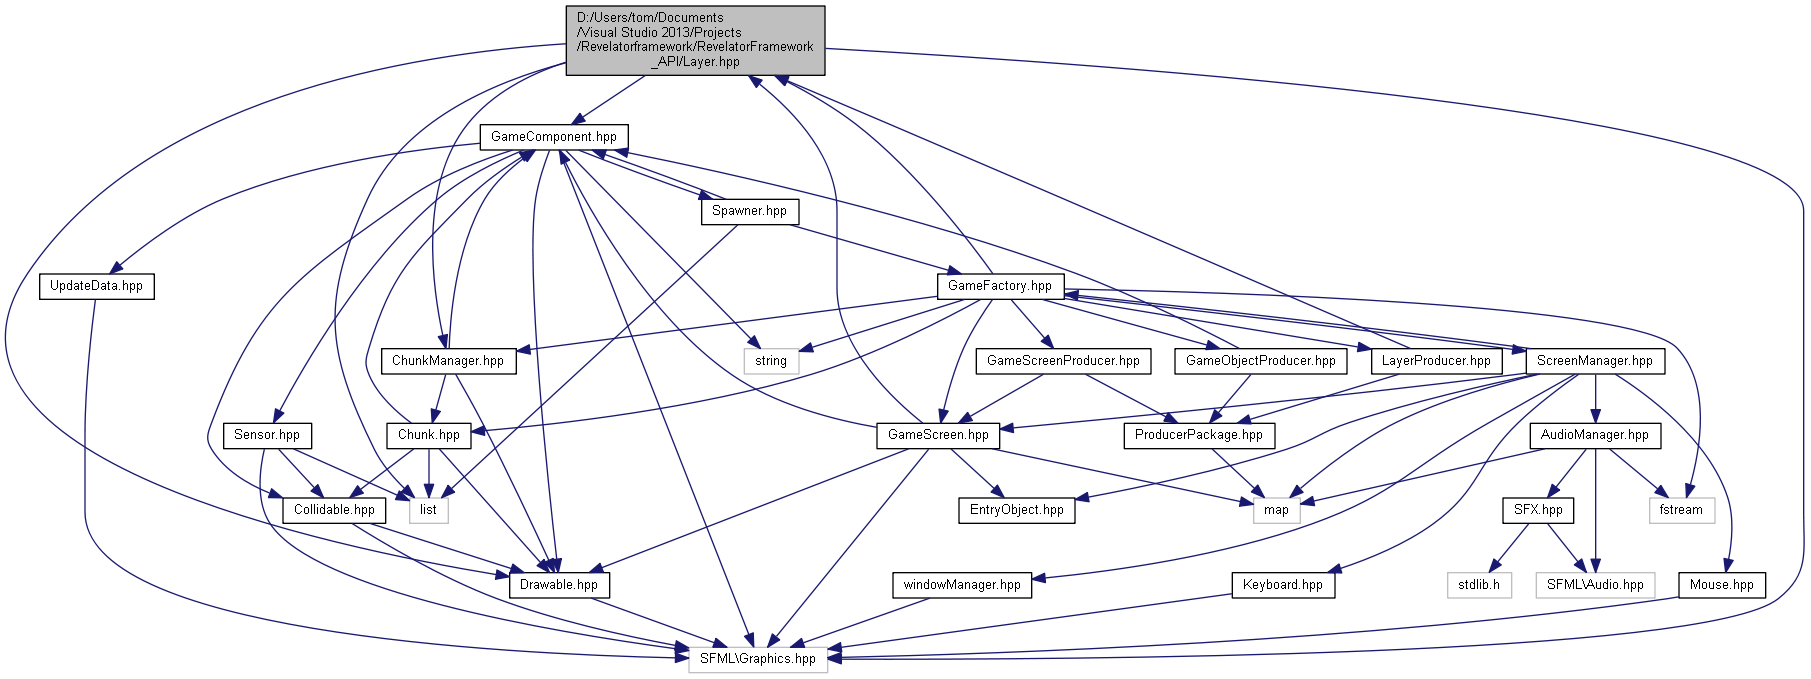 D:/Users/tom/Documents
/Visual Studio 2013/Projects
/Revelatorframework/RevelatorFramework
_API/Layer.hpp
GameComponent.hpp
Spawner.hpp
UpdateData.hpp
GameFactory.hpp
ChunkManager.hpp
string
GameScreenProducer.hpp
GameObjectProducer.hpp
LayerProducer.hpp
ScreenManager.hpp
Sensor.hpp
Chunk.hpp
GameScreen.hpp
ProducerPackage.hpp
AudioManager.hpp
Collidable.hpp
list
EntryObject.hpp
map
SFX.hpp
fstream
Drawable.hpp
windowManager.hpp
Keyboard.hpp
stdlib.h
SFML\Audio.hpp
Mouse.hpp
SFML\Graphics.hpp